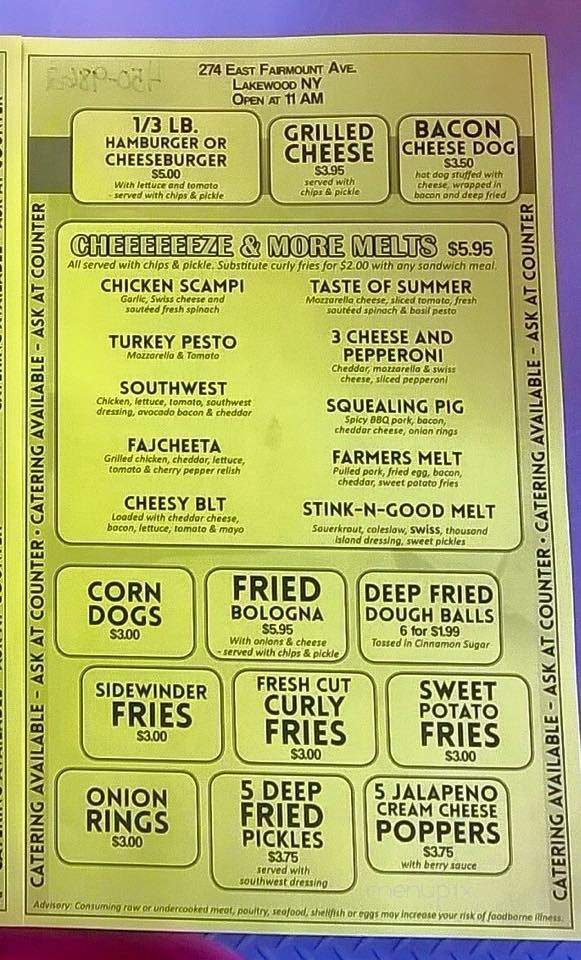 274 East Fairmount Ave.
Lakewood NY
Open at 11 AM
1/3 LB.
HAMBURGER OR
CHEESEBURGER
$5.00
With lettuce and tomato
- served with chips & pickle
GRILLED
CHEESE
$3.95
served with
chips & pickle
BACON
CHEESE DOG
$3.50
hot dog stuffed with
cheese, wrapped in
bacon and deep fried
CHEEEEEEZE & MORE MELTS $5.95
All served with chips & pickle. Substitute curly fries for $2.00 with any sandwich meal.
CHICKEN SCAMPI
Garlic, Swiss cheese and
sautéed fresh spinach
TURKEY PESTO
Mozzarella & Tomato
SOUTHWEST
Chicken, lettuce, tomato, southwest
dressing, avocado bacon & cheddar
FAJCHEETA
Grilled chicken, cheddar, lettuce,
tomato & cherry pepper relish
CHEESY BLT
Loaded with cheddar cheese,
bacon, lettuce, tomato & mayo
TASTE OF SUMMER
Mozzarella cheese, sliced tomato, fresh
sautéed spinach & basil pesto
3 CHEESE AND
PEPPERONI
Cheddar, mozzarella & swiss
cheese, sliced pepperoni
SQUEALING PIG
Spicy BBQ pork, bacon,
cheddar cheese, onion rings
FARMERS MELT
Pulled pork, fried egg, bacon,
cheddar, sweet potato fries
STINK-N-GOOD MELT
Sauerkraut, coleslaw, swiss, thousand
island dressing, sweet pickles
CORN
DOGS
$3.00
FRIED
BOLOGNA
$5.95
With onions & cheese
- served with chips & pickle
DEEP FRIED
DOUGH BALLS
6 for $1.99
Tossed in Cinnamon Sugar
SIDEWINDER
FRIES
$3.00
FRESH CUT
CURLY
FRIES
$3.00
SWEET
POTATO
FRIES
$3.00
ONION
RINGS
$3.00
5 DEEP
FRIED
PICKLES
$3.75
served with
southwest dressing
5 JALAPENO
CREAM CHEESE
POPPERS
$3.75
with berry sauce
CATERING AVAILABLE - ASK AT COUNTER • CATERING AVAILABLE - ASK AT COUNTER
CATERING AVAILABLE - ASK AT COUNTER • CATERING AVAILABLE - ASK AT COUNTER
Advisory: Consuming raw or undercooked meat, poultry, seafood, shellfish or eggs may increase your risk of foodborne illness.